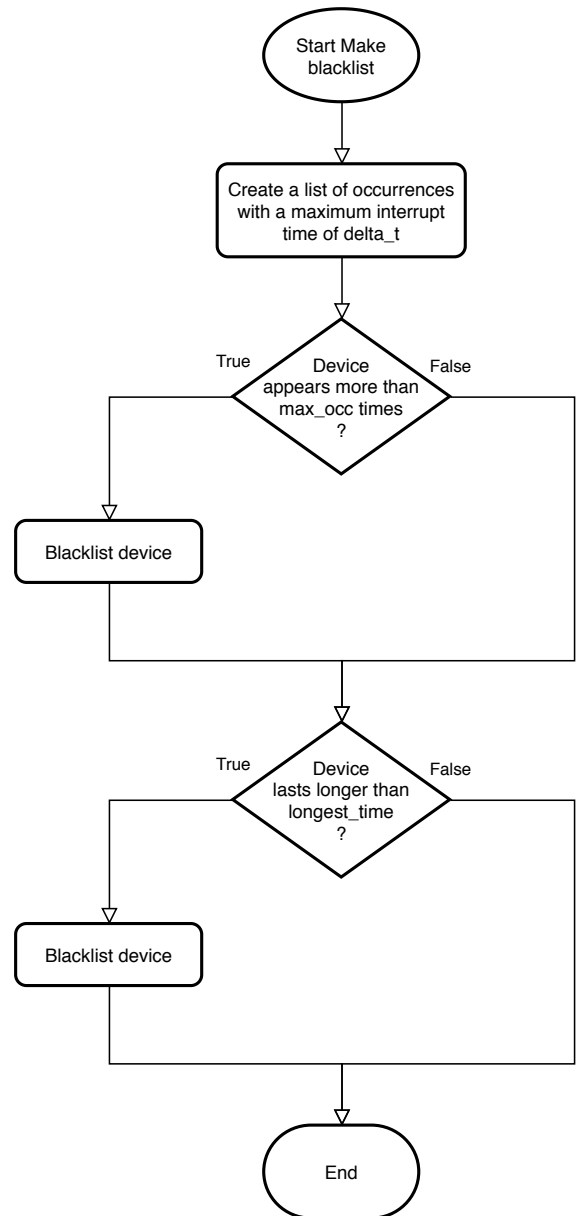 Start Make
blacklist
Create a list of occurrences
with a maximum interrupt
time of delta_t
True
False
Device
appears more than
max_occ times
?
Blacklist device
True
False
Device
lasts longer than
longest_time
?
Blacklist device
End